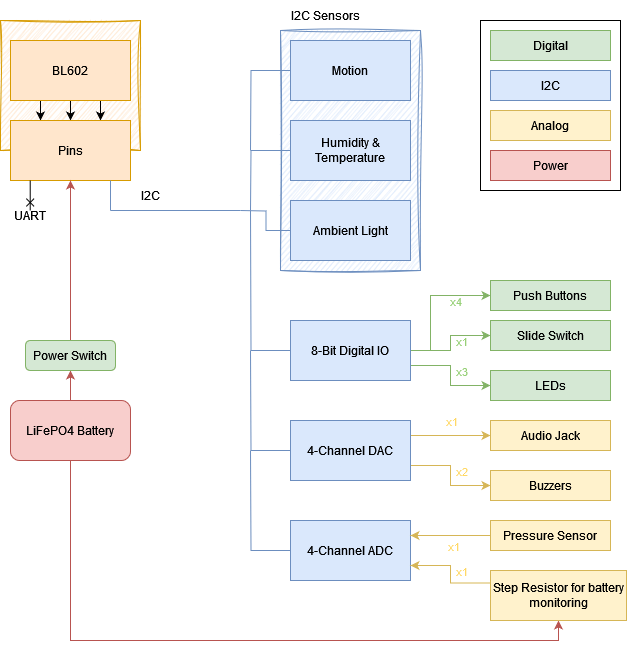 I2C Sensors
BL602
Pins
UART
I2C
Motion
Humidity &
Temperature
Ambient Light
Digital
I2C
Analog
Power
Power Switch
LiFePO4 Battery
8-Bit Digital IO
x4
x1
x3
Push Buttons
Slide Switch
LEDs
4-Channel DAC
x1
x2
Audio Jack
Buzzers
4-Channel ADC
x1
x1
Pressure Sensor
Step Resistor for battery
monitoring